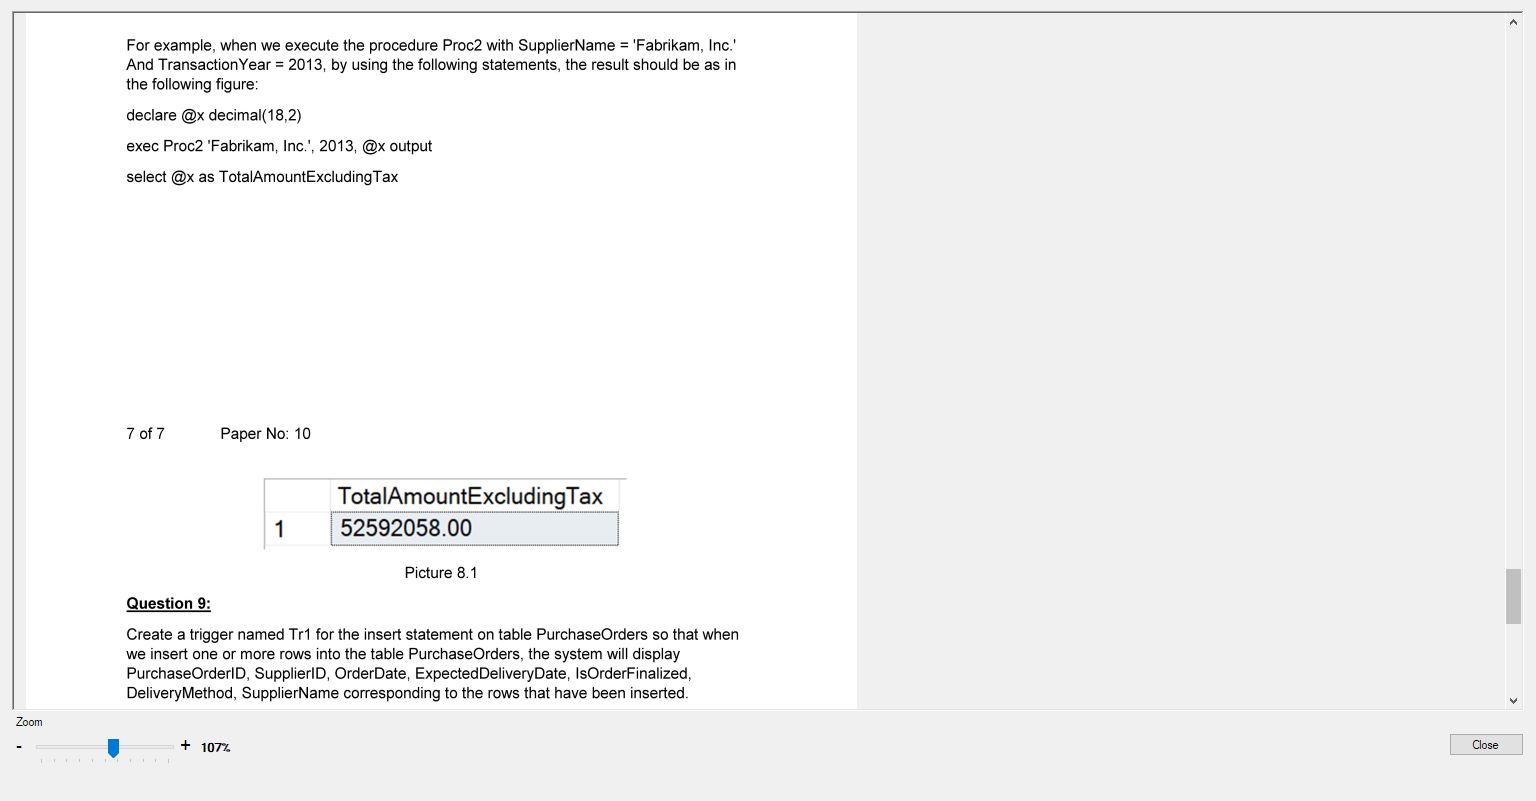 For example, when we execute the procedure Proc2 with SupplierName = 'Fabrikam, Inc.'
And TransactionYear = 2013, by using the following statements, the result should be as in
the following figure:
declare @x decimal(18,2)
exec Proc2 'Fabrikam, Inc.', 2013, @x output
select @x as TotalAmountExcludingTax
7 of 7 Paper No: 10
TotalAmountExcludingTax
1 52592058.00
Picture 8.1
Question 9:
Create a trigger named Tr1 for the insert statement on table PurchaseOrders so that when
we insert one or more rows into the table PurchaseOrders, the system will display
PurchaseOrderID, SupplierID, OrderDate, ExpectedDeliveryDate, IsOrderFinalized,
DeliveryMethod, SupplierName corresponding to the rows that have been inserted.
Zoom
- + 107%
Close